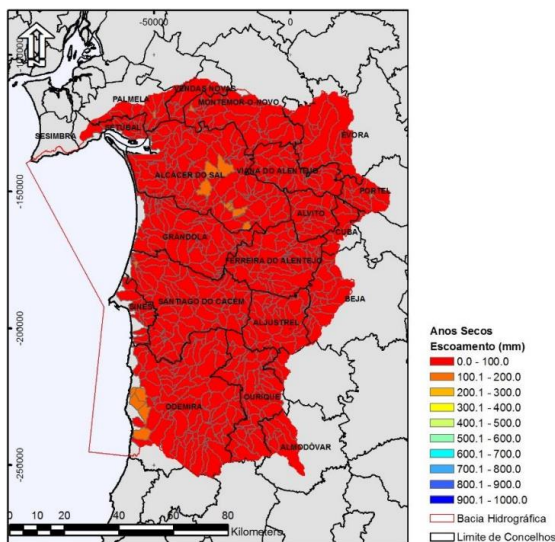 -50000 0
-100000
VENDAS NOVAS
PALMELA
MONTEMOR-O-NOVO
SETÚBAL
ÉVORA
SESIMBRA
ALCÁCER DO SAL
VIANA DO ALENTEJO
-150000
PORTEL
ALVITO
CUBA
GRÂNDOLA
FERREIRA DO ALENTEJO
BEJA
SINES
SANTIAGO DO CACÉM
-200000
ALJUSTREL
OURIQUE
ODEMIRA
ALMODÔVAR
-250000
0 10 20 40 60 80
Kilometers
Anos Secos
Escoamento (mm)
0.0 - 100.0
100.1 - 200.0
200.1 - 300.0
300.1 - 400.0
400.1 - 500.0
500.1 - 600.0
600.1 - 700.0
700.1 - 800.0
800.1 - 900.0
900.1 - 1000.0
Bacia Hidrográfica
Limite de Concelhos